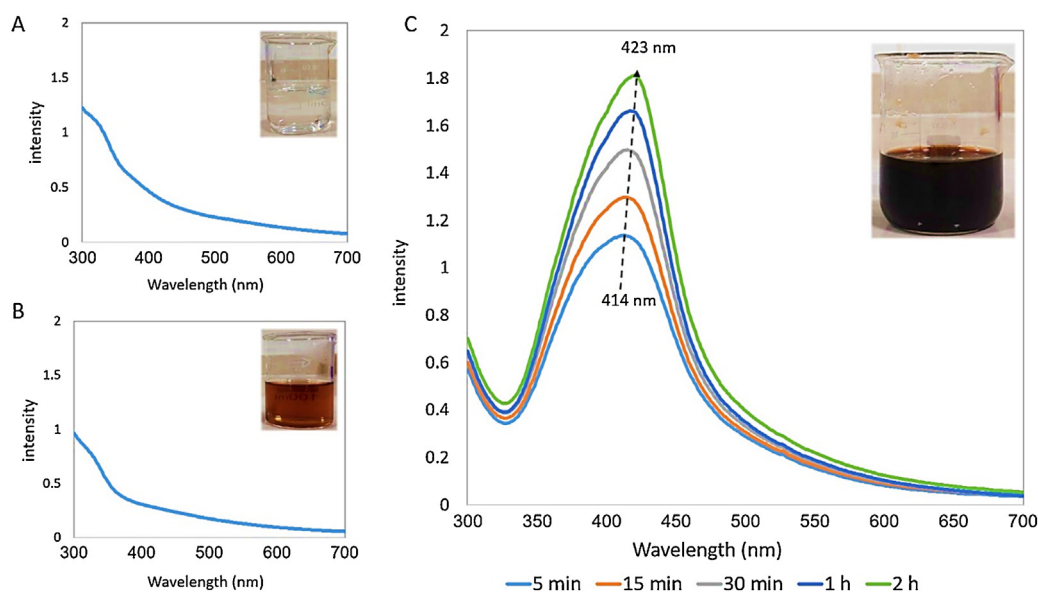 A
2
1.5
1
0.5
0
intensity
300 400 500 600 700
Wavelength (nm)
B
2
1.5
1
0.5
0
intensity
300 400 500 600 700
Wavelength (nm)
C
2
1.8
1.6
1.4
1.2
1
0.8
0.6
0.4
0.2
0
intensity
423 nm
414 nm
300 350 400 450 500 550 600 650 700
Wavelength (nm)
5 min 15 min 30 min 1 h 2 h